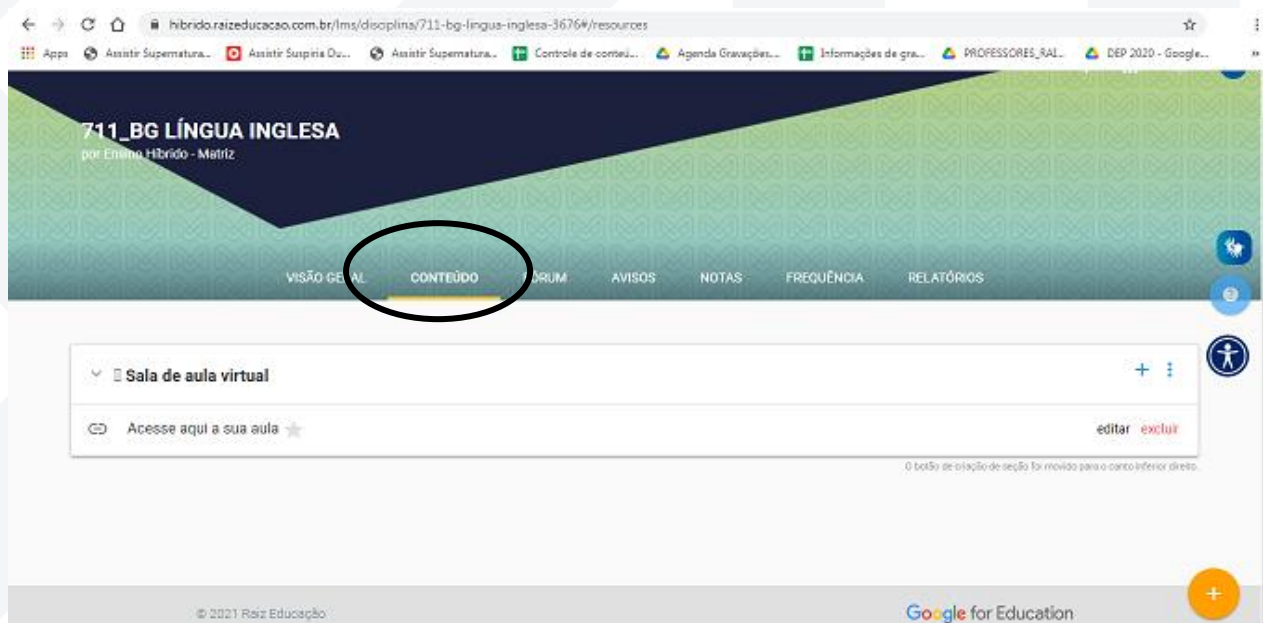 hibrido.raizeducacao.com.br/lms/disciplina/711-bg-lingua-inglesa-3676#/resources
Apps Assistir Supernatura... Assistir Suspiria Du... Assistir Supernatura... Controle de conteú... Agenda Gravações... Informações de gra... PROFESSORES_RAI... DEP 2020 - Google...
711_BG LÍNGUA INGLESA
por Ensino Híbrido - Matriz
VISÃO GERAL CONTEÚDO FÓRUM AVISOS NOTAS FREQUÊNCIA RELATÓRIOS
Sala de aula virtual
Acesse aqui a sua aula
editar excluir
O botão de criação de seção foi movido para o canto inferior direito.
© 2021 Raiz Educação
Google for Education